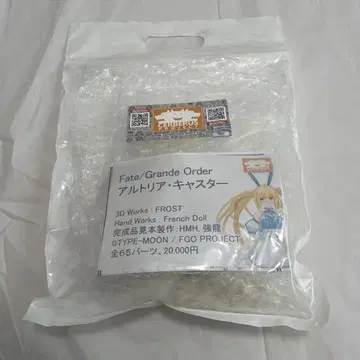 CERBERUS
PROJECT
Fate/Grande Order
アルトリア・キャスター
3D Works : FROST
Hand Works : French Doll
完成品見本製作 : HMH, 強龍
©TYPE-MOON / FGO PROJECT
全65パーツ、20,000円